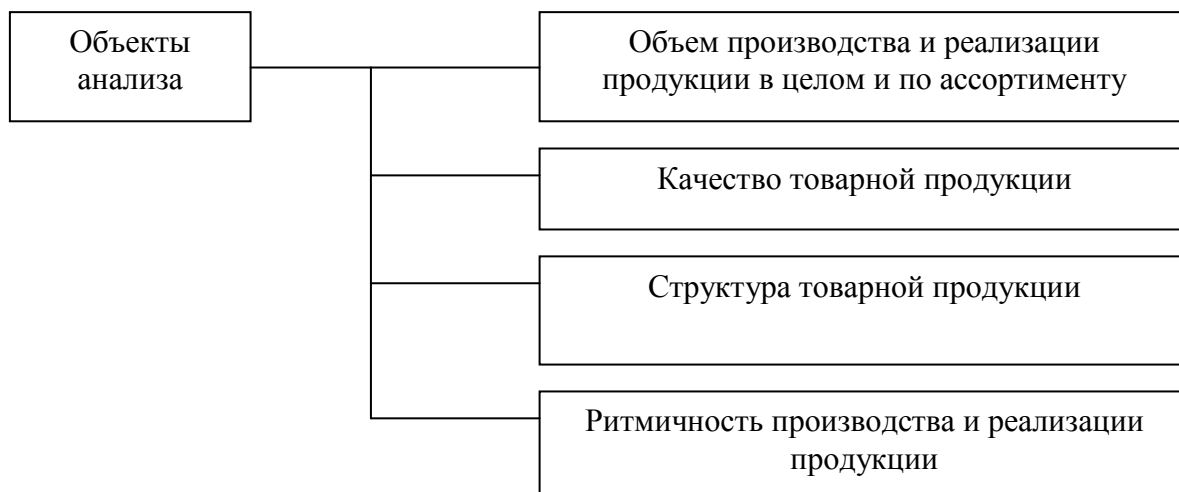 Объекты
анализа
Объем производства и реализации
продукции в целом и по ассортименту
Качество товарной продукции
Структура товарной продукции
Ритмичность производства и реализации
продукции